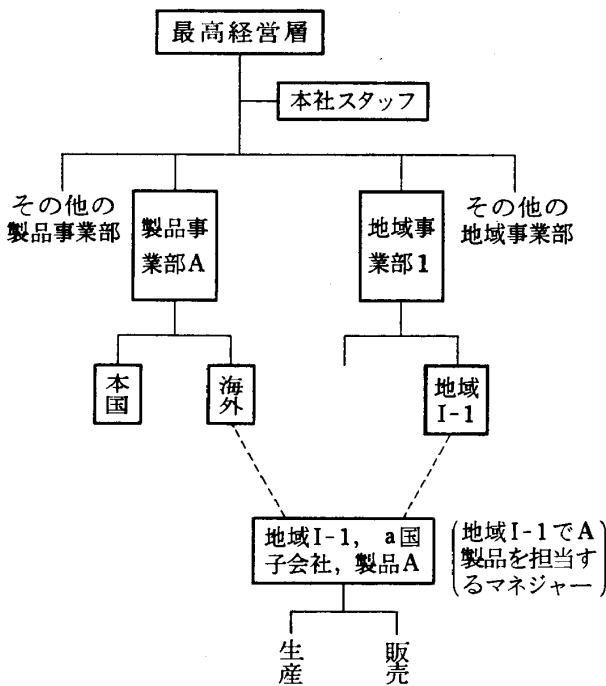 最高経営層
本社スタッフ
その他の
製品事業部
製品事
業部A
地域事
業部1
その他の
地域事業部
本国
海外
地域
I-1
地域I-1, a国
子会社, 製品A
(地域I-1でA
製品を担当す
るマネジャー)
生産
販売